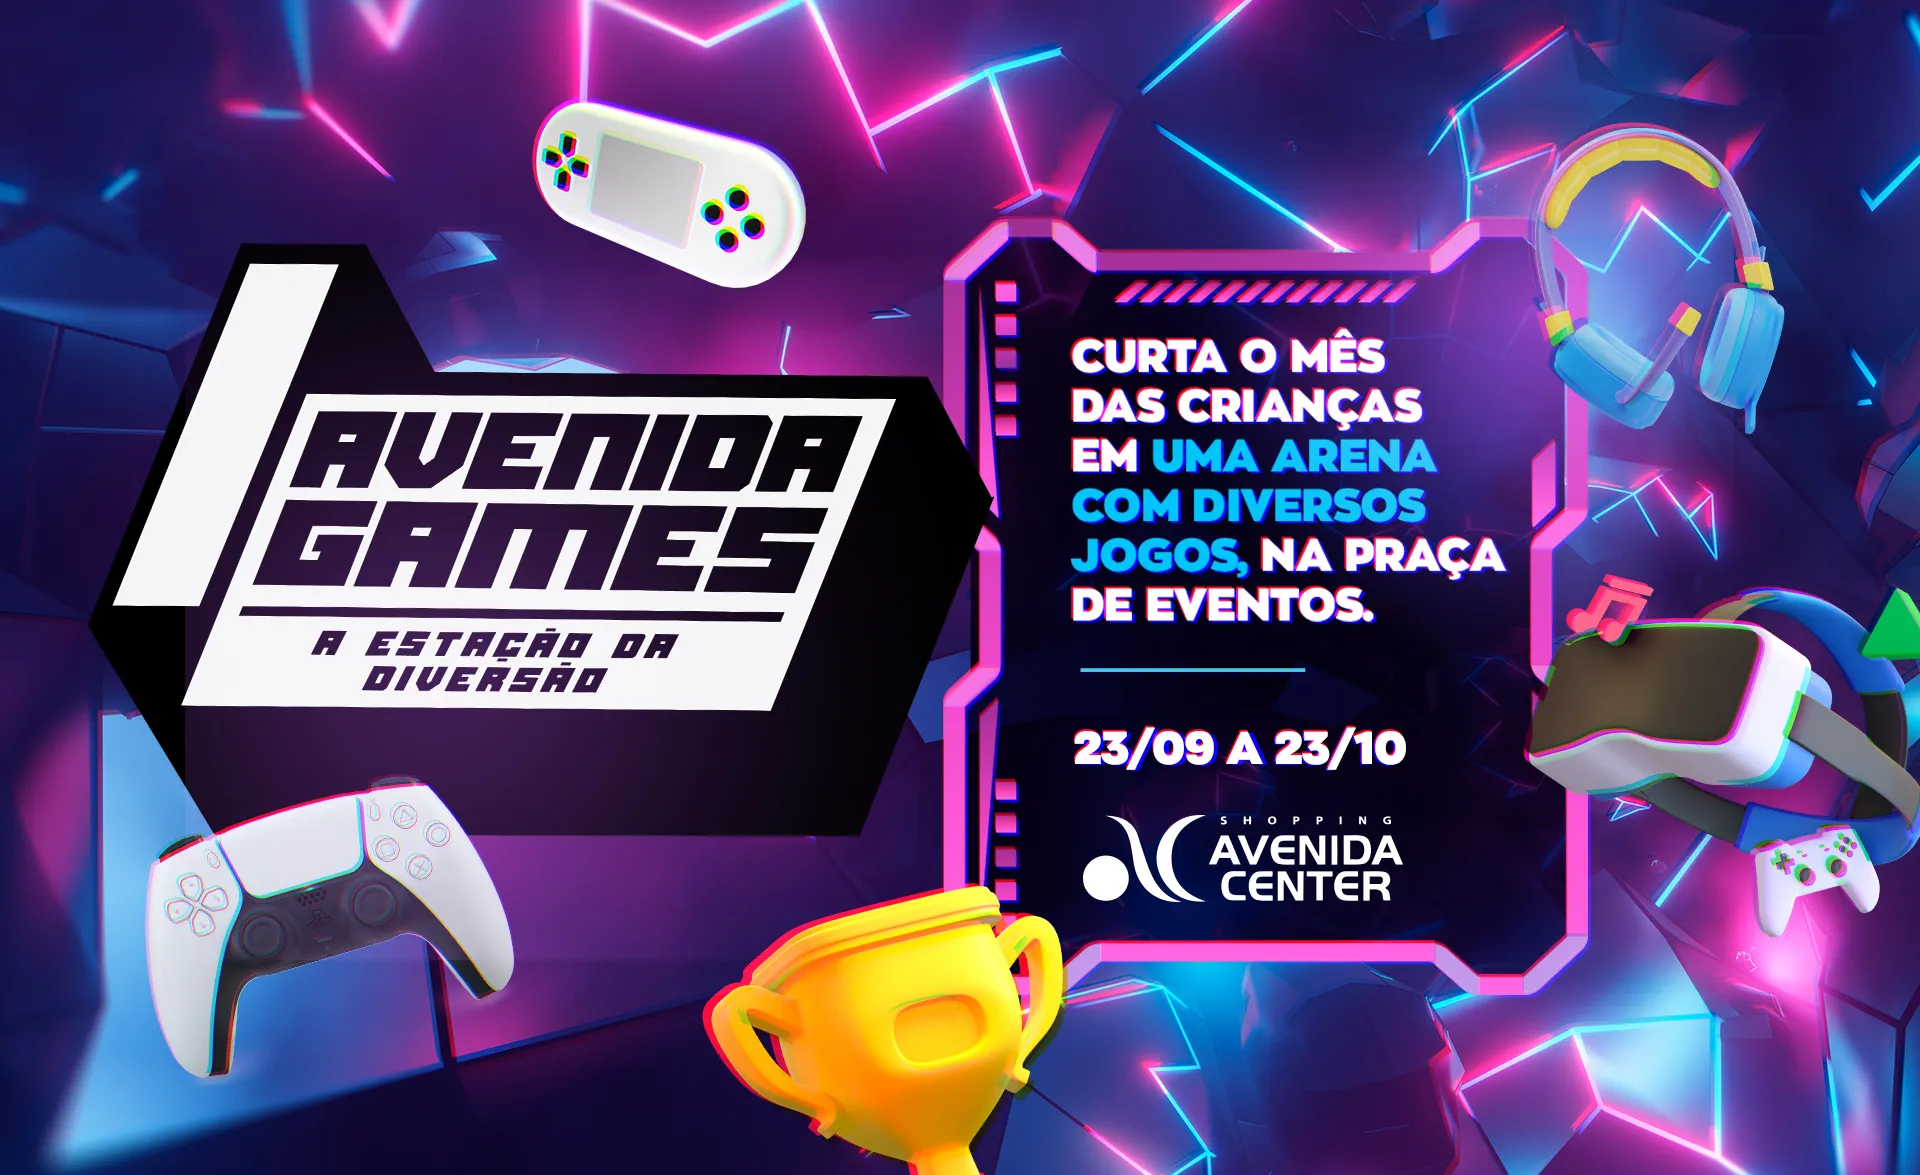 AVENIDA
GAMES
A ESTAÇÃO DA
DIVERSÃO
CURTA O MÊS
DAS CRIANÇAS
EM UMA ARENA
COM DIVERSOS
JOGOS, NA PRAÇA
DE EVENTOS.
23/09 A 23/10
SHOPPING
AVENIDA
CENTER